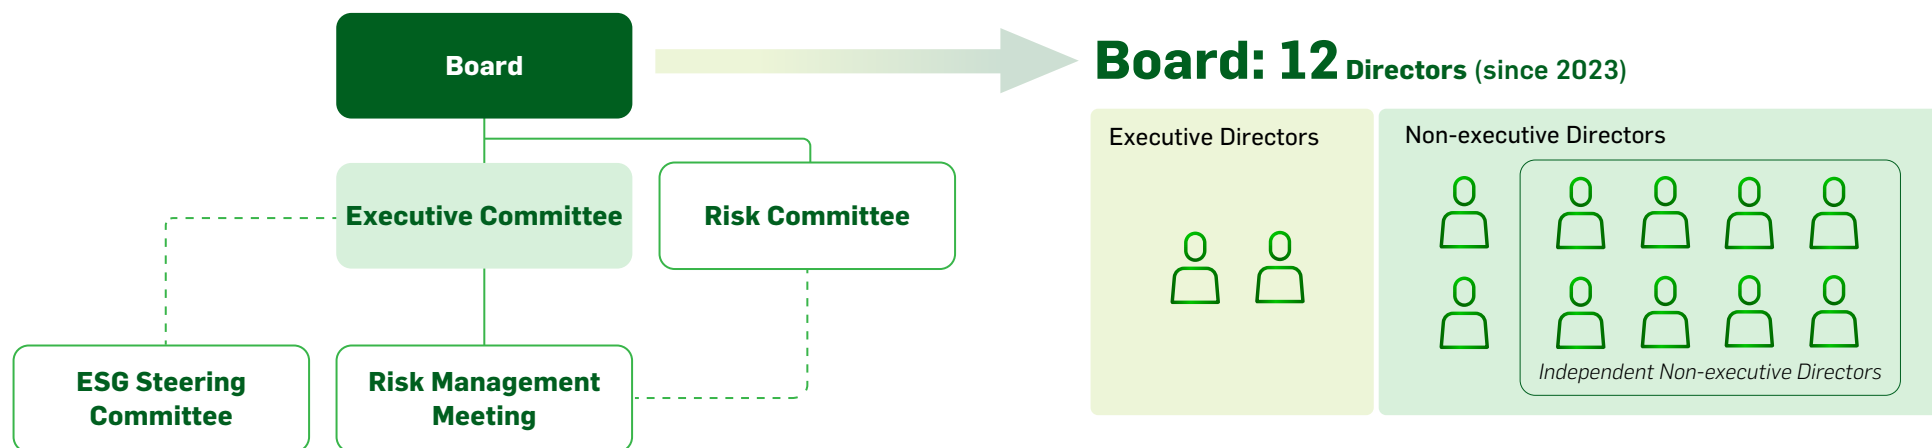 Board
Executive Committee
Risk Committee
ESG Steering
Committee
Risk Management
Meeting
Board: 12 Directors (since 2023)
Executive Directors
Non-executive Directors
Independent Non-executive Directors